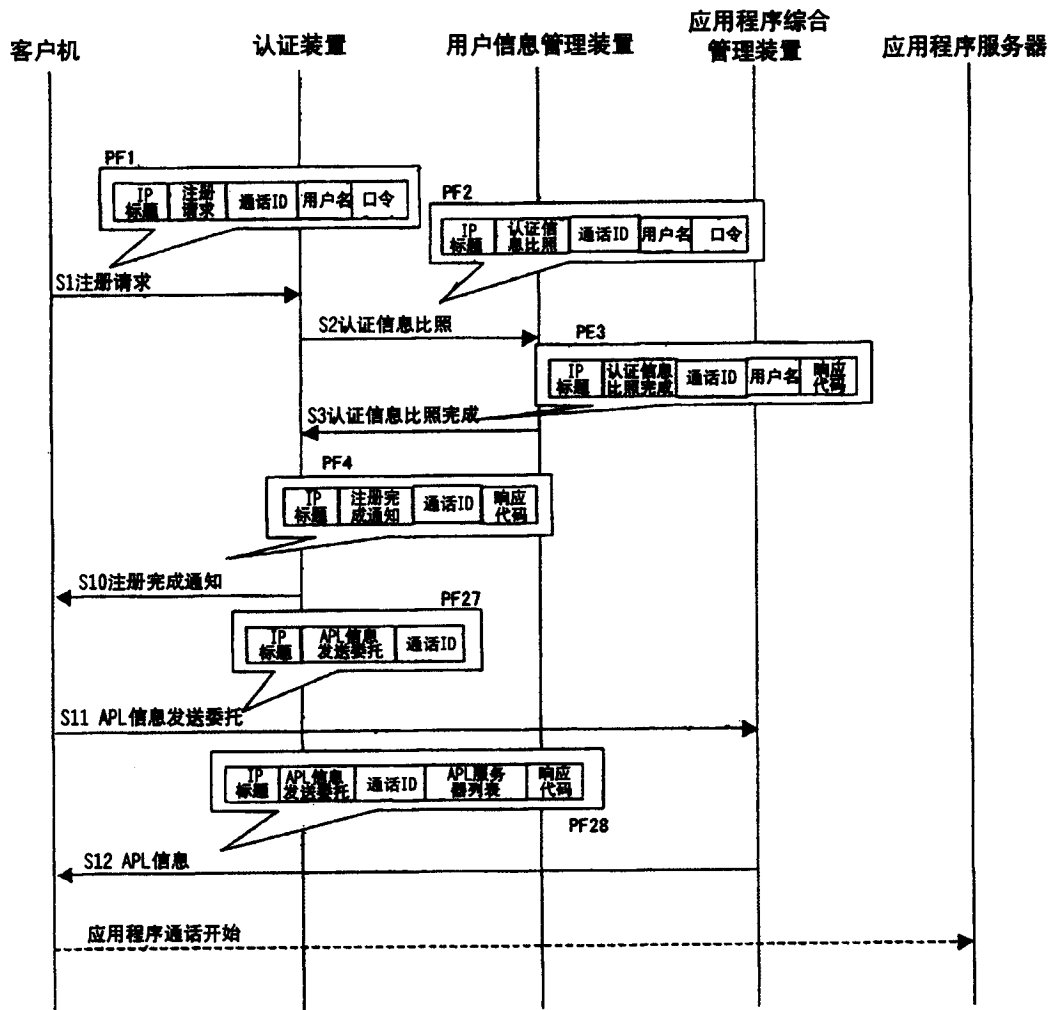 客户机
认证装置
用户信息管理装置
应用程序综合
管理装置
应用程序服务器
PF1
IP
标题
注册
请求
通话ID
用户名
口令
PF2
IP
标题
认证信
息比照
通话ID
用户名
口令
S1注册请求
S2认证信息比照
PE3
IP
标题
认证信息
比照完成
通话ID
用户名
响应
代码
S3认证信息比照完成
PF4
IP
标题
注册完
成通知
通话ID
响应
代码
S10注册完成通知
PF27
IP
标题
APL信息
发送委托
通话ID
S11 APL信息发送委托
IP
标题
APL信息
发送委托
通话ID
APL服务
器列表
响应
代码
PF28
S12 APL信息
应用程序通话开始